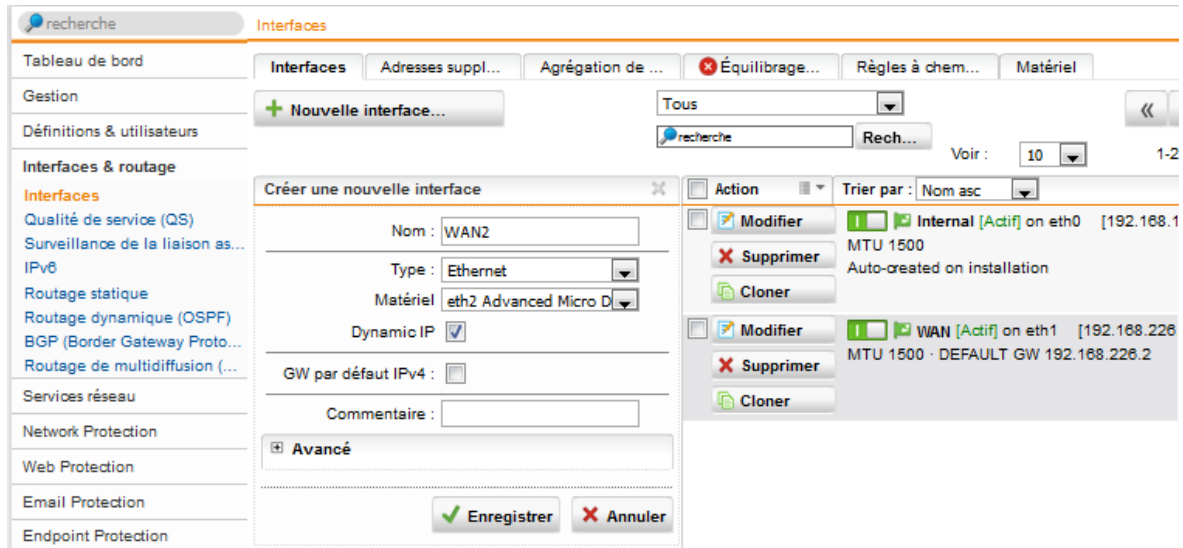 recherche
Interfaces
Tableau de bord
Gestion
Définitions & utilisateurs
Interfaces & routage
Interfaces
Qualité de service (QS)
Surveillance de la liaison as...
IPv6
Routage statique
Routage dynamique (OSPF)
BGP (Border Gateway Proto...
Routage de multidiffusion (...
Services réseau
Network Protection
Web Protection
Email Protection
Endpoint Protection
Interfaces Adresses suppl... Agrégation de ... Équilibrage... Règles à chem... Matériel
+ Nouvelle interface...
Tous
recherche Rech...
Voir : 10 1-2
Créer une nouvelle interface
Nom : WAN2
Type : Ethernet
Matériel eth2 Advanced Micro D
Dynamic IP
GW par défaut IPv4 :
Commentaire :
Avancé
Enregistrer Annuler
Action Trier par : Nom asc
Modifier Internal [Actif] on eth0 [192.168.1
Supprimer MTU 1500
Auto-created on installation
Cloner
Modifier WAN [Actif] on eth1 [192.168.226
MTU 1500 · DEFAULT GW 192.168.226.2
Supprimer
Cloner